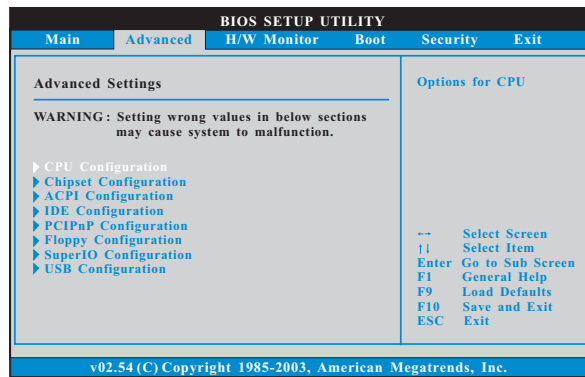 BIOS SETUP UTILITY
Main Advanced H/W Monitor Boot Security Exit
Advanced Settings
WARNING : Setting wrong values in below sections
may cause system to malfunction.
CPU Configuration
Chipset Configuration
ACPI Configuration
IDE Configuration
PCIPnP Configuration
Floppy Configuration
SuperIO Configuration
USB Configuration
Options for CPU
←→ Select Screen
↑↓ Select Item
Enter Go to Sub Screen
F1 General Help
F9 Load Defaults
F10 Save and Exit
ESC Exit
v02.54 (C) Copyright 1985-2003, American Megatrends, Inc.